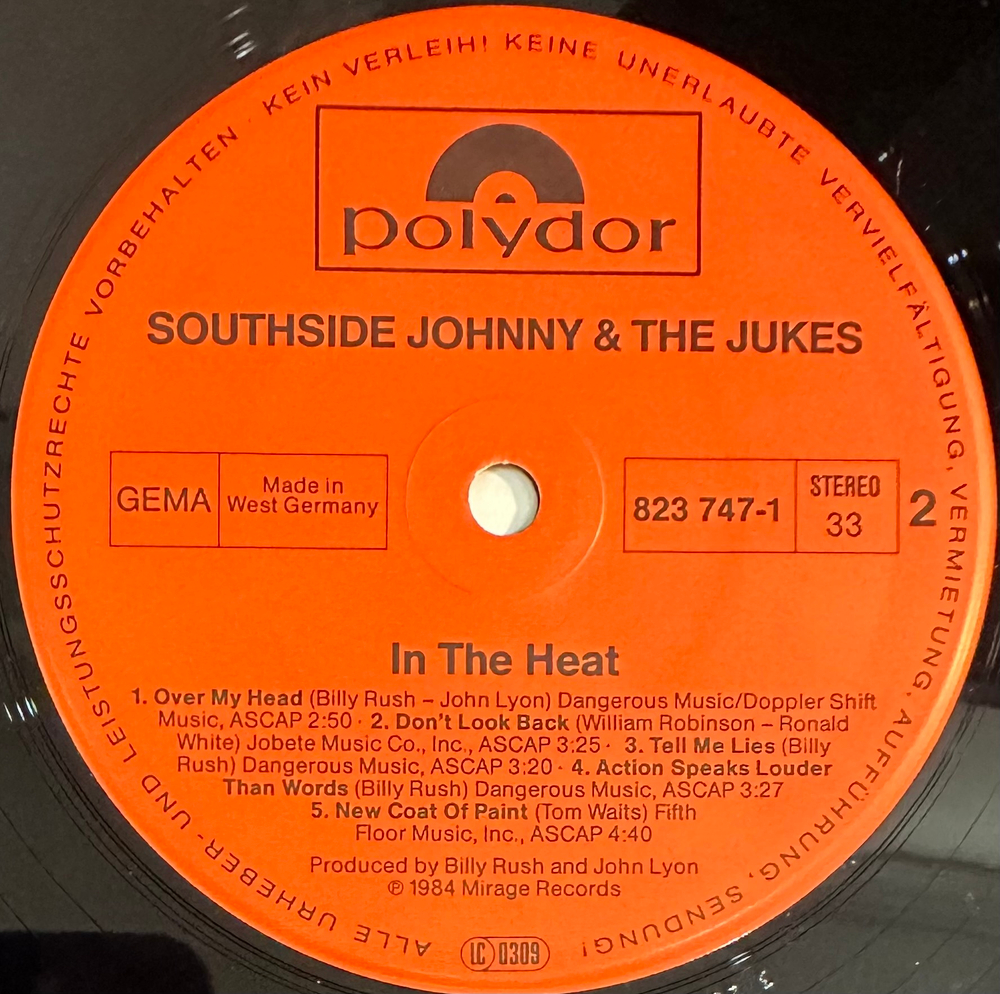 ALLE URHEBER- UND LEISTUNGSSCHUTZRECHTE VORBEHALTEN · KEIN VERLEIH! KEINE UNERLAUBTE VERVIELFÄLTIGUNG, VERMIETUNG, AUFFÜHRUNG, SENDUNG!
polydor
SOUTHSIDE JOHNNY & THE JUKES
GEMA
Made in
West Germany
823 747-1
STEREO
33
2
In The Heat
1. Over My Head (Billy Rush – John Lyon) Dangerous Music/Doppler Shift
Music, ASCAP 2:50 · 2. Don't Look Back (William Robinson – Ronald
White) Jobete Music Co., Inc., ASCAP 3:25 · 3. Tell Me Lies (Billy
Rush) Dangerous Music, ASCAP 3:20 · 4. Action Speaks Louder
Than Words (Billy Rush) Dangerous Music, ASCAP 3:27
5. New Coat Of Paint (Tom Waits) Fifth
Floor Music, Inc., ASCAP 4:40
Produced by Billy Rush and John Lyon
℗ 1984 Mirage Records
LC 0309